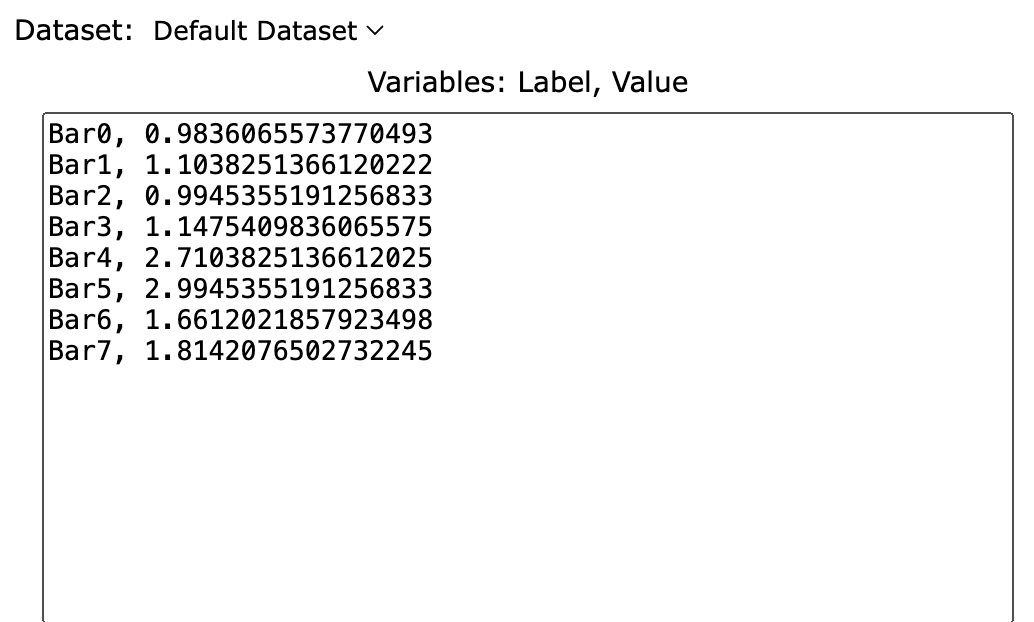 Dataset: Default Dataset
Variables: Label, Value
Bar0, 0.9836065573770493
Bar1, 1.1038251366120222
Bar2, 0.9945355191256833
Bar3, 1.1475409836065575
Bar4, 2.7103825136612025
Bar5, 2.9945355191256833
Bar6, 1.6612021857923498
Bar7, 1.8142076502732245